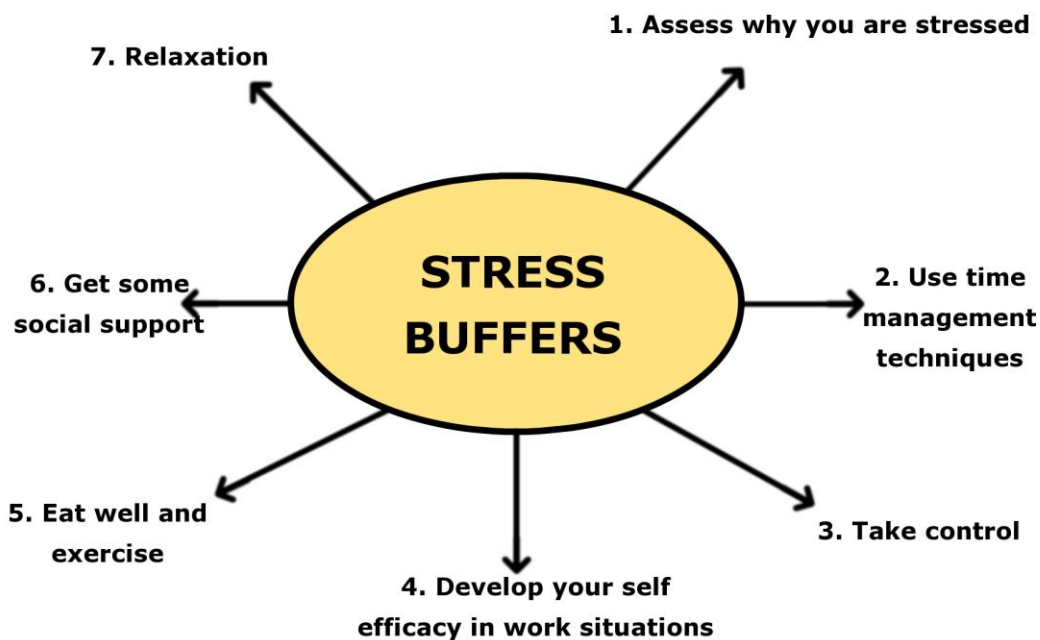 STRESS
BUFFERS
1. Assess why you are stressed
2. Use time
management
techniques
3. Take control
4. Develop your self
efficacy in work situations
5. Eat well and
exercise
6. Get some
social support
7. Relaxation